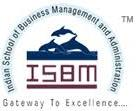 TM
Indian School of Business Management and Administration
ISBM
Gateway To Excellence....